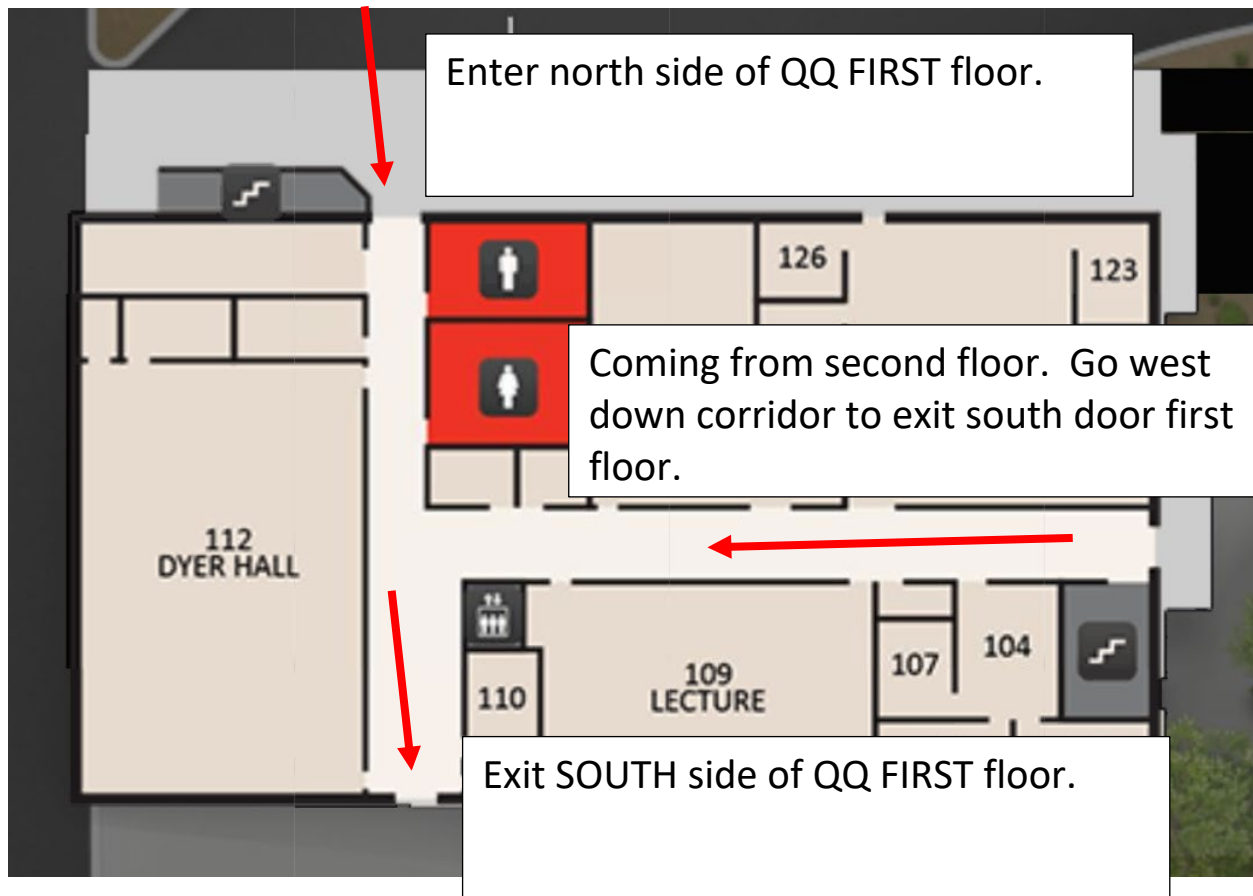 Enter north side of QQ FIRST floor.
126
123
Coming from second floor.  Go west
down corridor to exit south door first
floor.
112
DYER HALL
104
107
109
LECTURE
110
Exit SOUTH side of QQ FIRST floor.